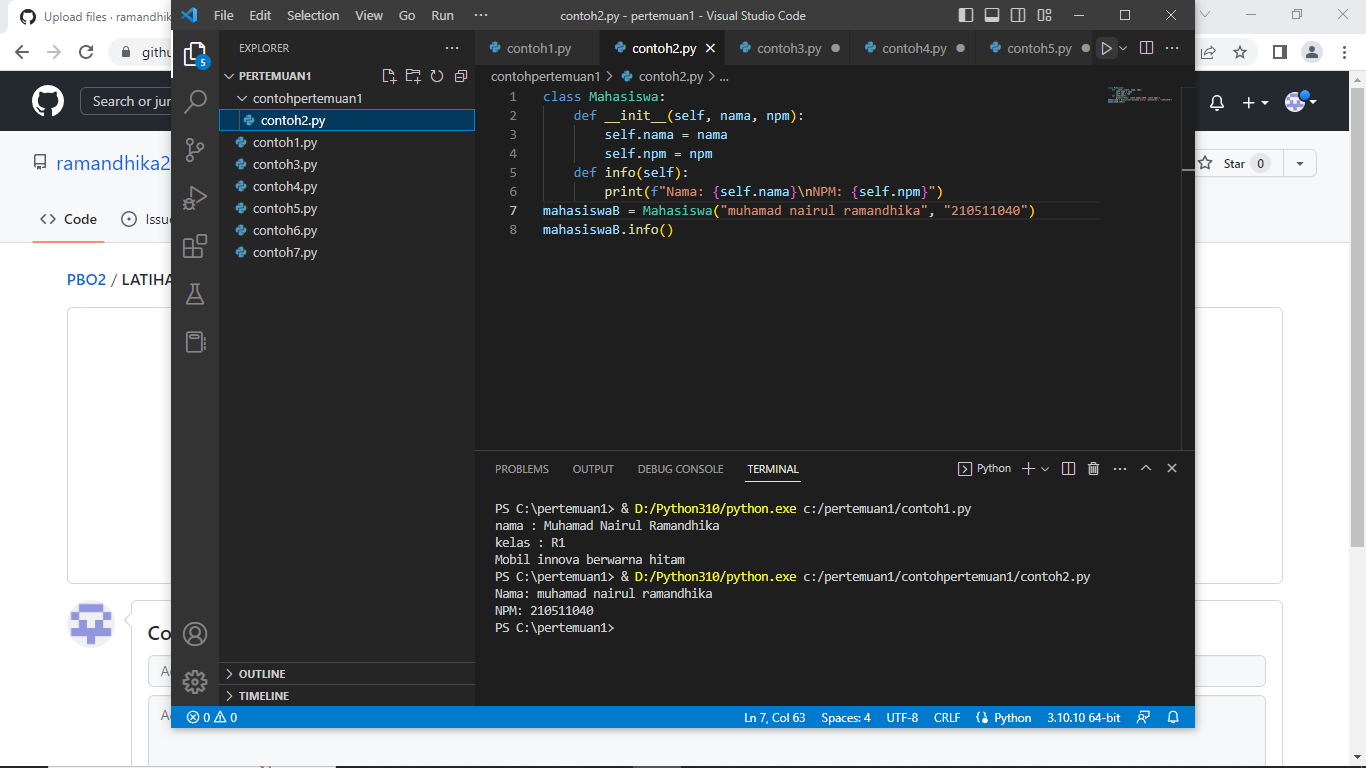 Upload files · ramandhik
File Edit Selection View Go Run ··· contoh2.py - pertemuan1 - Visual Studio Code
EXPLORER
PERTEMUAN1
contohpertemuan1
contoh2.py
contoh1.py
contoh3.py
contoh4.py
contoh5.py
contoh6.py
contoh7.py
OUTLINE
TIMELINE
5
contoh1.py contoh2.py contoh3.py contoh4.py contoh5.py
contohpertemuan1 > contoh2.py > ...
1 class Mahasiswa:
2 def __init__(self, nama, npm):
3 self.nama = nama
4 self.npm = npm
5 def info(self):
6 print(f"Nama: {self.nama}\nNPM: {self.npm}")
7 mahasiswaB = Mahasiswa("muhamad nairul ramandhika", "210511040")
8 mahasiswaB.info()
PROBLEMS OUTPUT DEBUG CONSOLE TERMINAL Python
PS C:\pertemuan1> & D:/Python310/python.exe c:/pertemuan1/contoh1.py
nama : Muhamad Nairul Ramandhika
kelas : R1
Mobil innova berwarna hitam
PS C:\pertemuan1> & D:/Python310/python.exe c:/pertemuan1/contohpertemuan1/contoh2.py
Nama: muhamad nairul ramandhika
NPM: 210511040
PS C:\pertemuan1>
0 0 Ln 7, Col 63 Spaces: 4 UTF-8 CRLF Python 3.10.10 64-bit
githu
Search or jur
ramandhika2
Star 0
Code Issu
PBO2 / LATIHA
Co